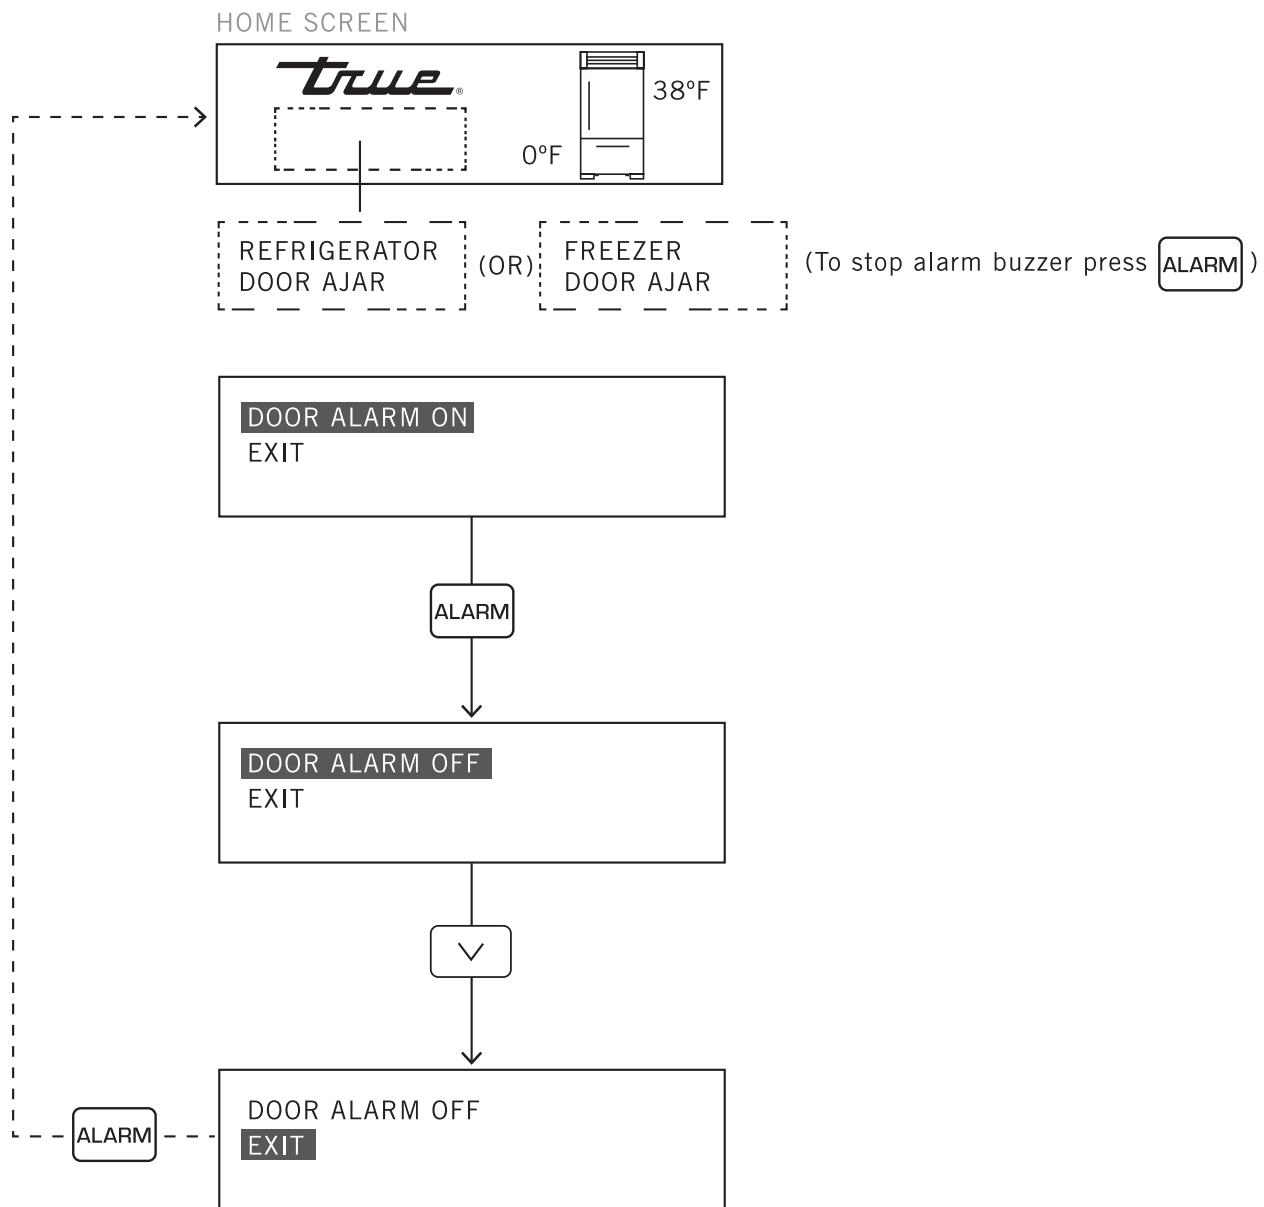 HOME SCREEN
true®
38°F
0°F
REFRIGERATOR
DOOR AJAR
(OR)
FREEZER
DOOR AJAR
(To stop alarm buzzer press ALARM )
DOOR ALARM ON
EXIT
ALARM
DOOR ALARM OFF
EXIT
DOOR ALARM OFF
EXIT
ALARM